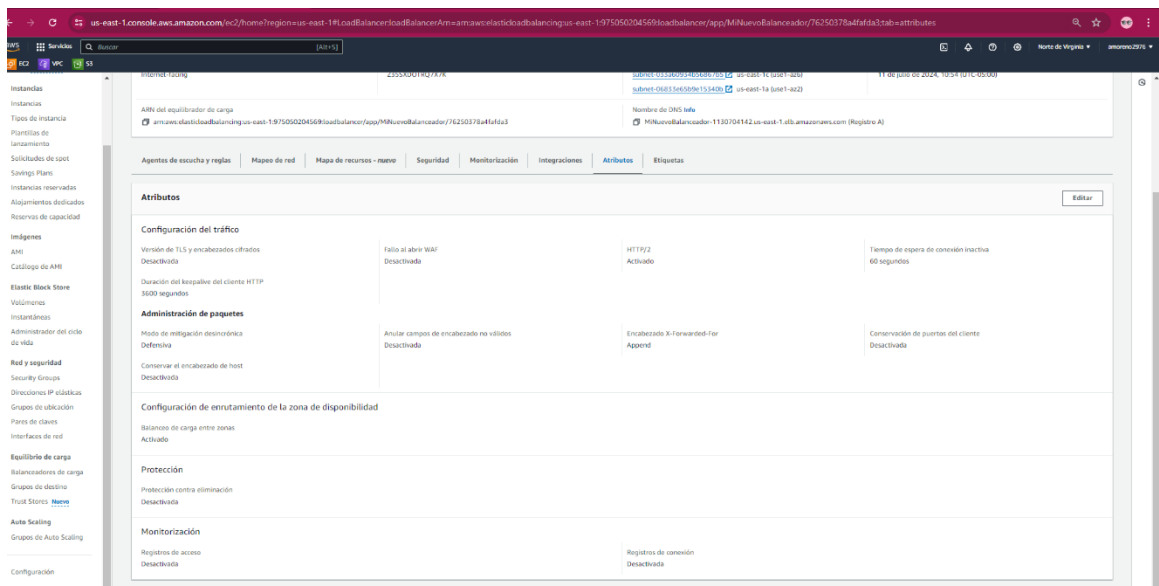 us-east-1.console.aws.amazon.com/ec2/home?region=us-east-1#LoadBalancer:loadBalancerArn=arn:aws:elasticloadbalancing:us-east-1:975050204569:loadbalancer/app/MiNuevoBalanceador/76250378a4fafda3;tab=attributes
aws Servicios Buscar [Alt+S] Norte de Virginia amoreno2976
EC2 VPC S3
Instancias
Instancias
Tipos de instancia
Plantillas de
lanzamiento
Solicitudes de spot
Savings Plans
Instancias reservadas
Alojamientos dedicados
Reservas de capacidad
Imágenes
AMI
Catálogo de AMI
Elastic Block Store
Volúmenes
Instantáneas
Administrador del ciclo
de vida
Red y seguridad
Security Groups
Direcciones IP elásticas
Grupos de ubicación
Pares de claves
Interfaces de red
Equilibrio de carga
Balanceadores de carga
Grupos de destino
Trust Stores Nuevo
Auto Scaling
Grupos de Auto Scaling
Configuración
Internet-facing
us-east-1c (use1-az6)
11 de julio de 2024, 10:54 (UTC-05:00)
subnet-06833e65b9e15340b us-east-1a (use1-az2)
ARN del equilibrador de carga
arn:aws:elasticloadbalancing:us-east-1:975050204569:loadbalancer/app/MiNuevoBalanceador/76250378a4fafda3
Nombre de DNS Info
MiNuevoBalanceador-1130704142.us-east-1.elb.amazonaws.com (Registro A)
Agentes de escucha y reglas Mapeo de red Mapa de recursos - nuevo Seguridad Monitorización Integraciones Atributos Etiquetas
Atributos Editar
Configuración del tráfico
Versión de TLS y encabezados cifrados
Desactivada
Fallo al abrir WAF
Desactivada
HTTP/2
Activado
Tiempo de espera de conexión inactiva
60 segundos
Duración del keepalive del cliente HTTP
3600 segundos
Administración de paquetes
Modo de mitigación desincrónica
Defensiva
Anular campos de encabezado no válidos
Desactivada
Encabezado X-Forwarded-For
Append
Conservación de puertos del cliente
Desactivada
Conservar el encabezado de host
Desactivada
Configuración de enrutamiento de la zona de disponibilidad
Balanceo de carga entre zonas
Activado
Protección
Protección contra eliminación
Desactivada
Monitorización
Registros de acceso
Desactivada
Registros de conexión
Desactivada